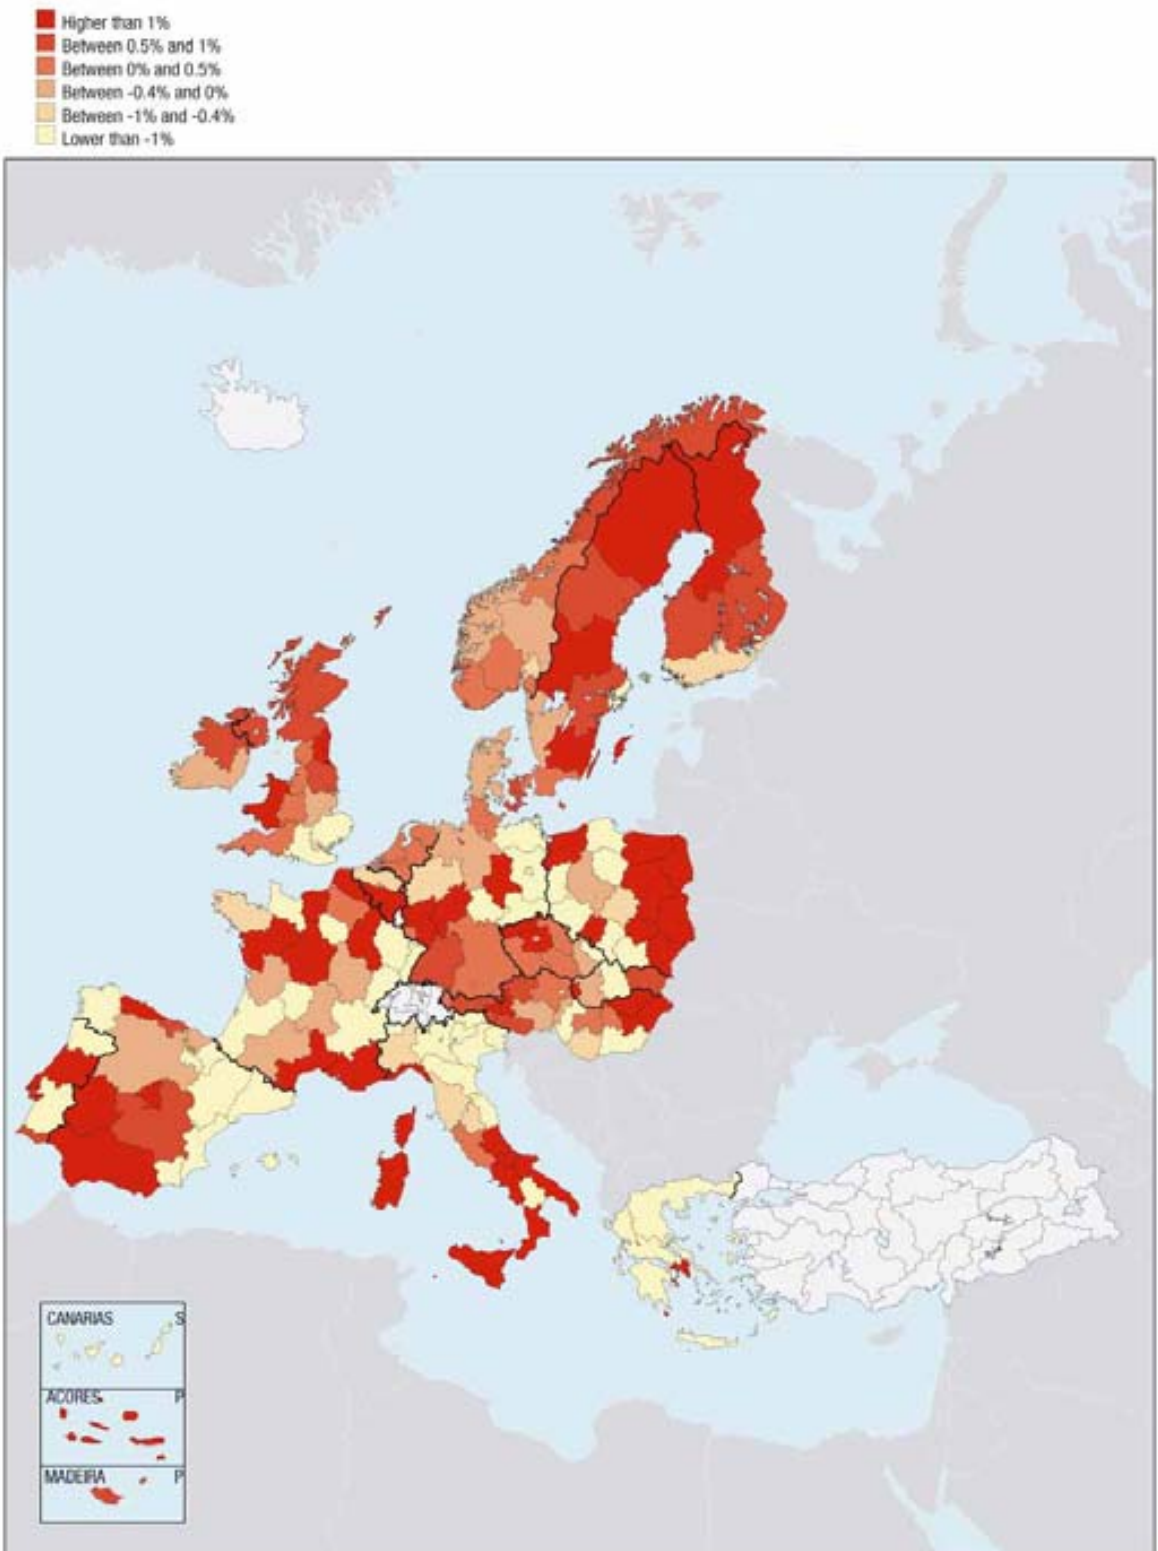 Higher than 1%
Between 0.5% and 1%
Between 0% and 0.5%
Between -0.4% and 0%
Between -1% and -0.4%
Lower than -1%
CANARIAS S
ACORES P
MADEIRA P